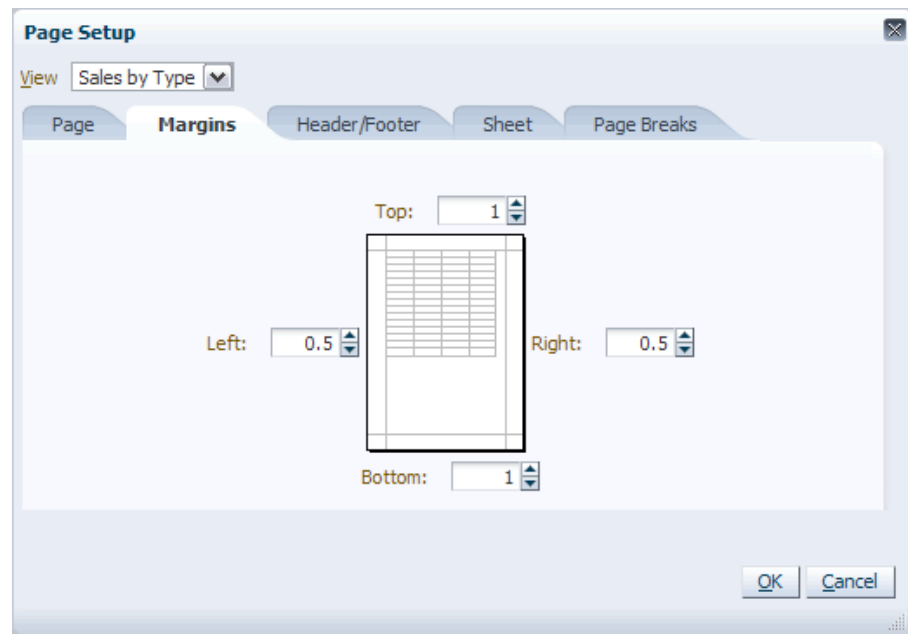 Page Setup
View Sales by Type
Page Margins Header/Footer Sheet Page Breaks
Top: 1
Left: 0.5 Right: 0.5
Bottom: 1
OK Cancel